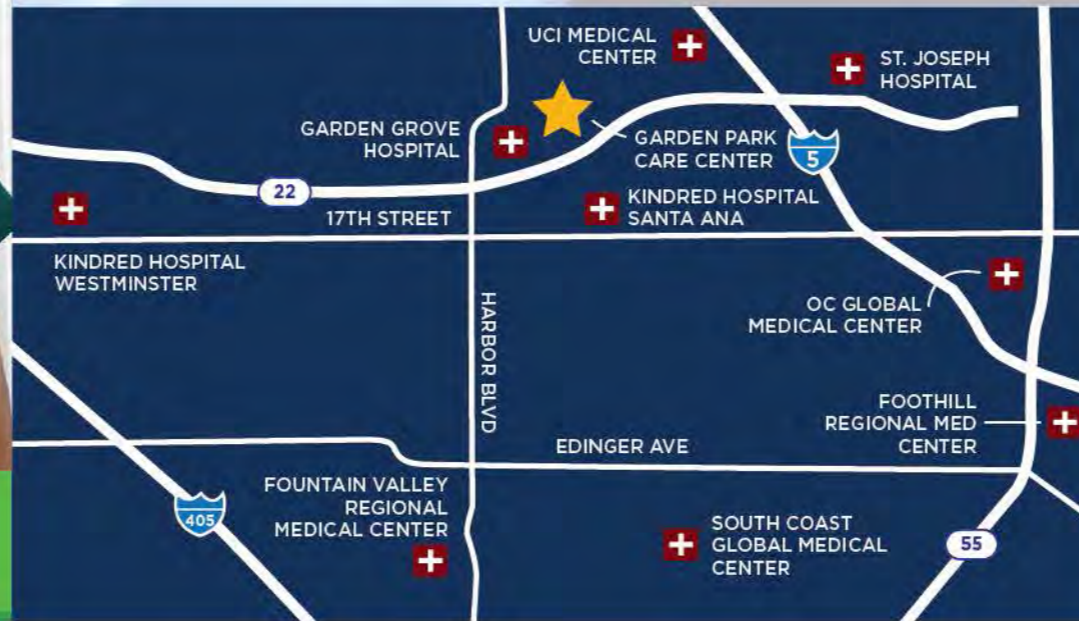 UCI MEDICAL
CENTER
ST. JOSEPH
HOSPITAL
GARDEN GROVE
HOSPITAL
GARDEN PARK
CARE CENTER
5
22
17TH STREET
KINDRED HOSPITAL
SANTA ANA
KINDRED HOSPITAL
WESTMINSTER
HARBOR BLVD
OC GLOBAL
MEDICAL CENTER
FOOTHILL
REGIONAL MED
CENTER
EDINGER AVE
FOUNTAIN VALLEY
REGIONAL
MEDICAL CENTER
405
SOUTH COAST
GLOBAL MEDICAL
CENTER
55